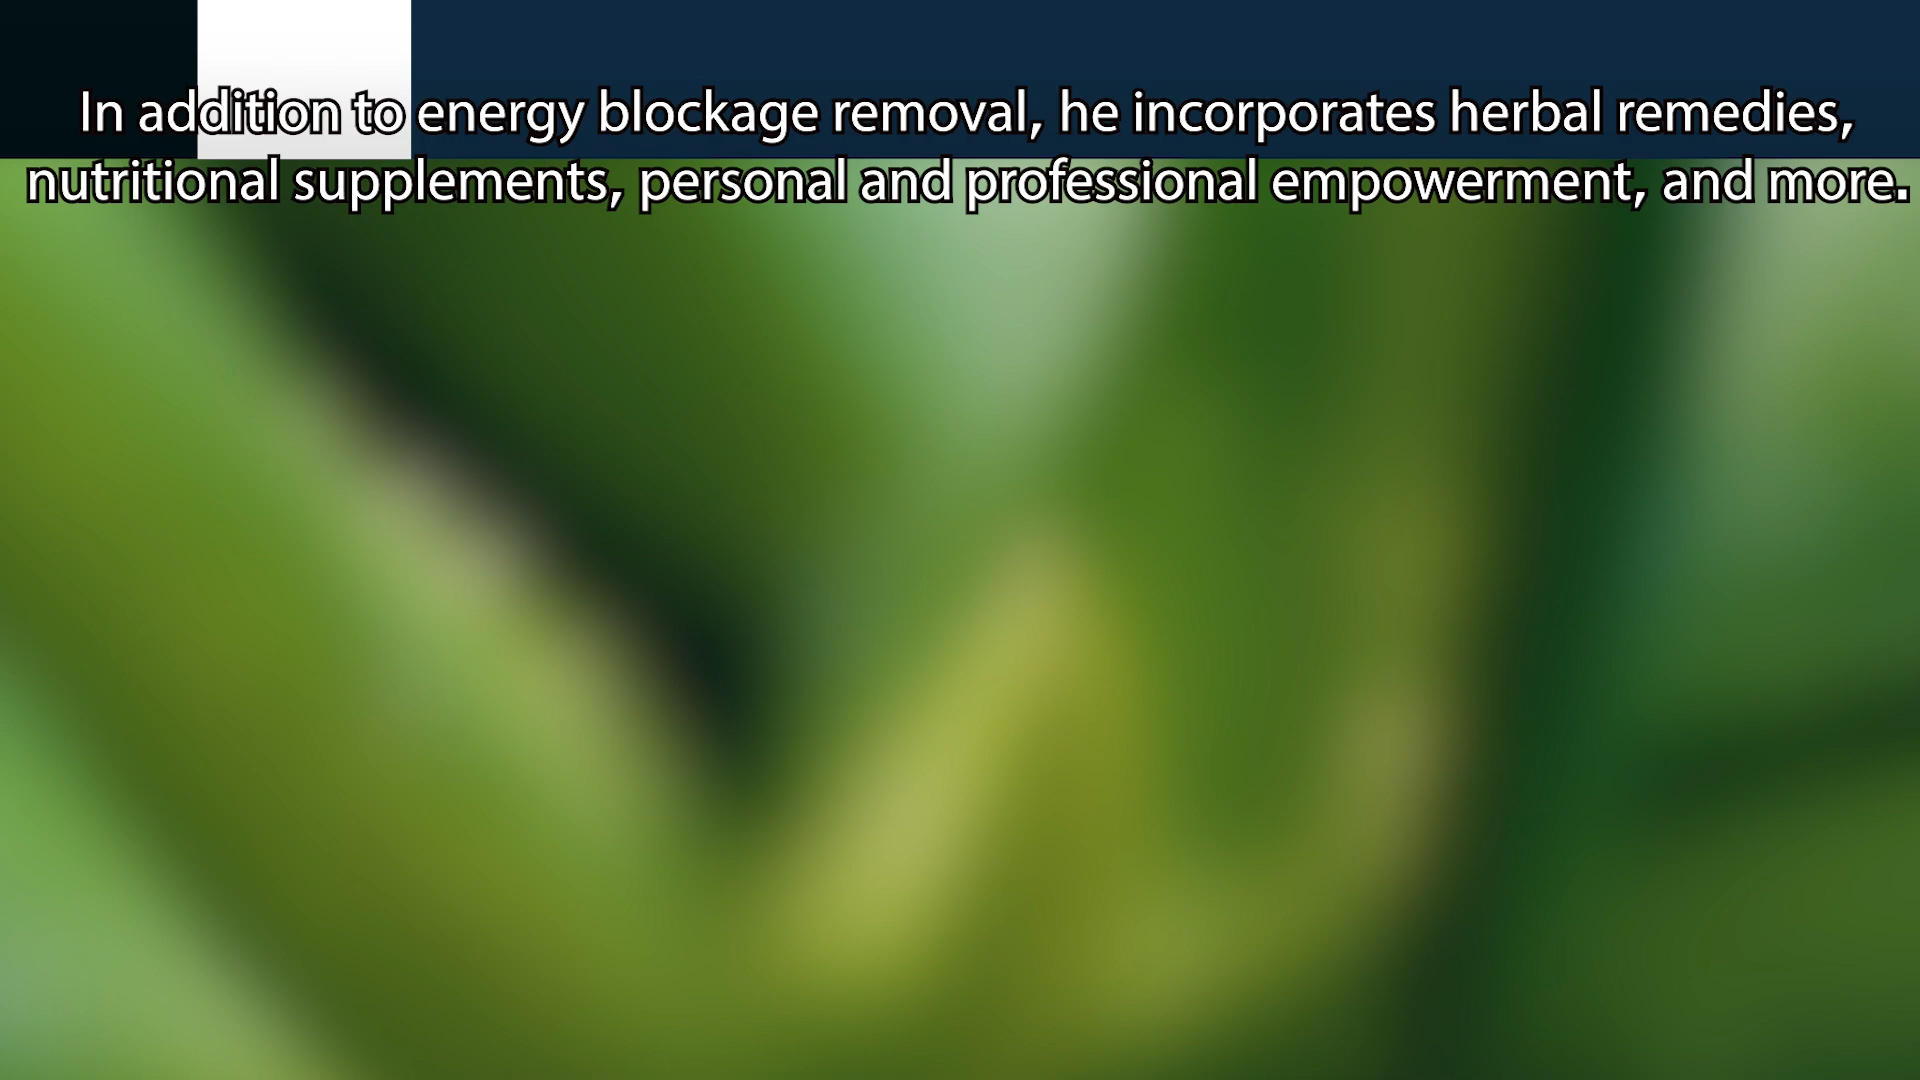 In addition to energy blockage removal, he incorporates herbal remedies,
nutritional supplements, personal and professional empowerment, and more.